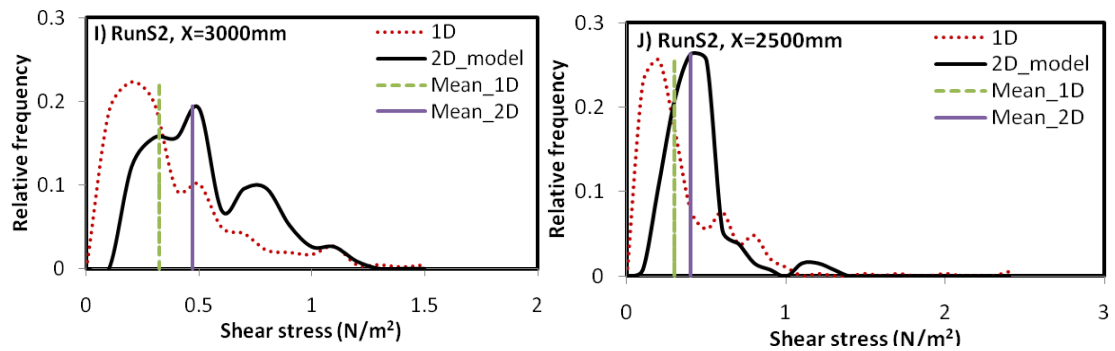 I) RunS2, X=3000mm
1D
2D_model
Mean_1D
Mean_2D
0.3
0.2
0.1
0
Relative frequency
0
0.5
1
1.5
2
Shear stress (N/m²)
J) RunS2, X=2500mm
1D
2D_model
Mean_1D
Mean_2D
0.3
0.2
0.1
0
Relative frequency
0
1
2
3
Shear stress (N/m²)